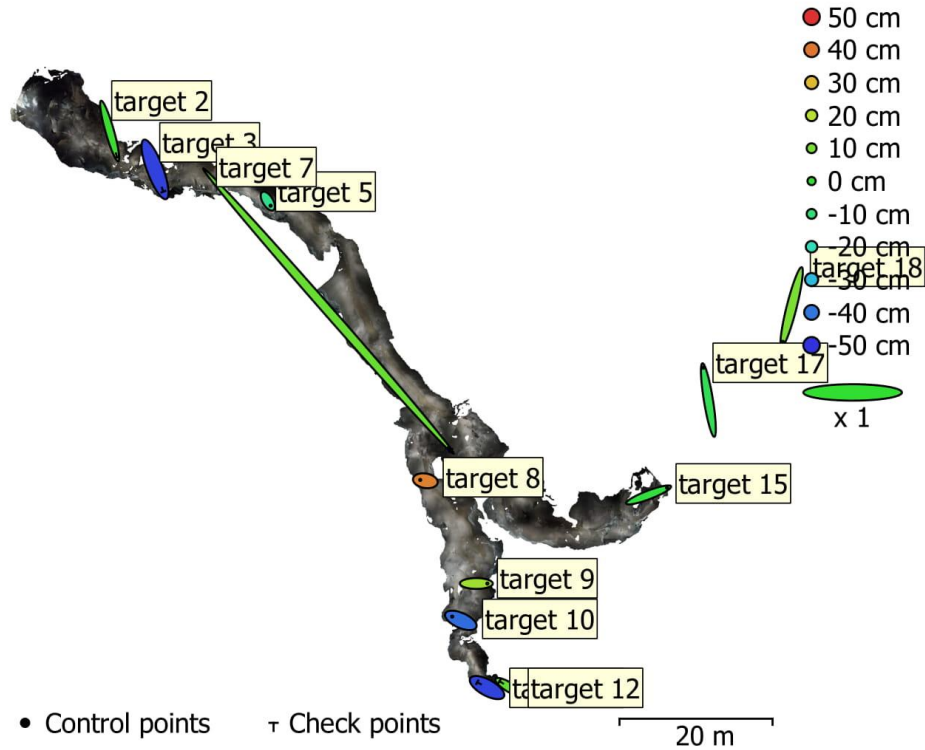 50 cm
40 cm
30 cm
20 cm
10 cm
0 cm
-10 cm
-20 cm
-30 cm
-40 cm
-50 cm
x 1
target 2
target 3
target 7
target 5
target 18
target 17
target 8
target 15
target 9
target 10
target 12
Control points
Check points
20 m